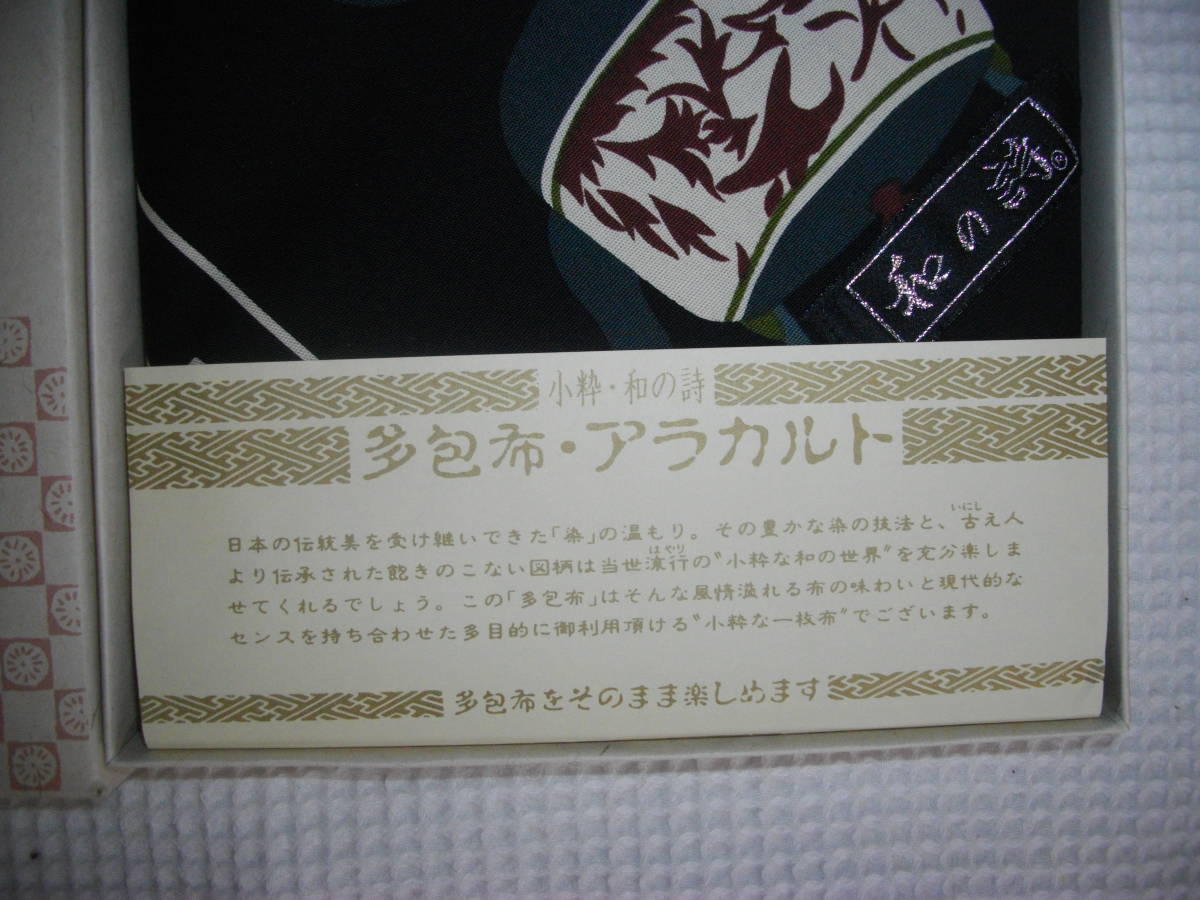 和の詩®
小粋・和の詩
多包布・アラカルト
日本の伝統美を受け継いできた「染」の温もり。その豊かな染の技法と、古え人
いにし
より伝承された飽きのこない図柄は当世流行の〝小粋な和の世界〟を充分楽しま
はやり
せてくれるでしょう。この「多包布」はそんな風情溢れる布の味わいと現代的な
センスを持ち合わせた多目的に御利用頂ける〝小粋な一枚布〟でございます。
多包布をそのまま楽しめます